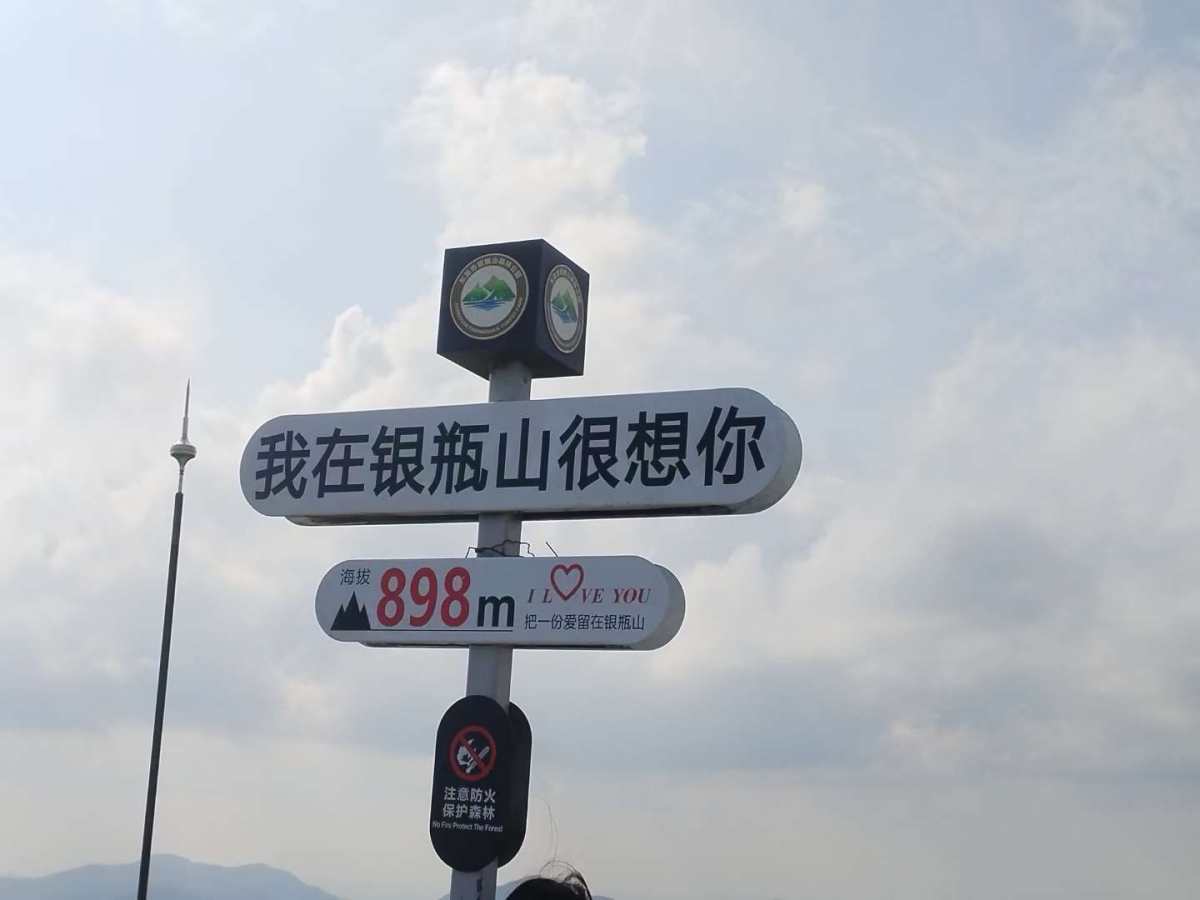 我在银瓶山很想你
海拔
898m
I LOVE YOU
把一份爱留在银瓶山
注意防火
保护森林
No Fire Protect The Forest